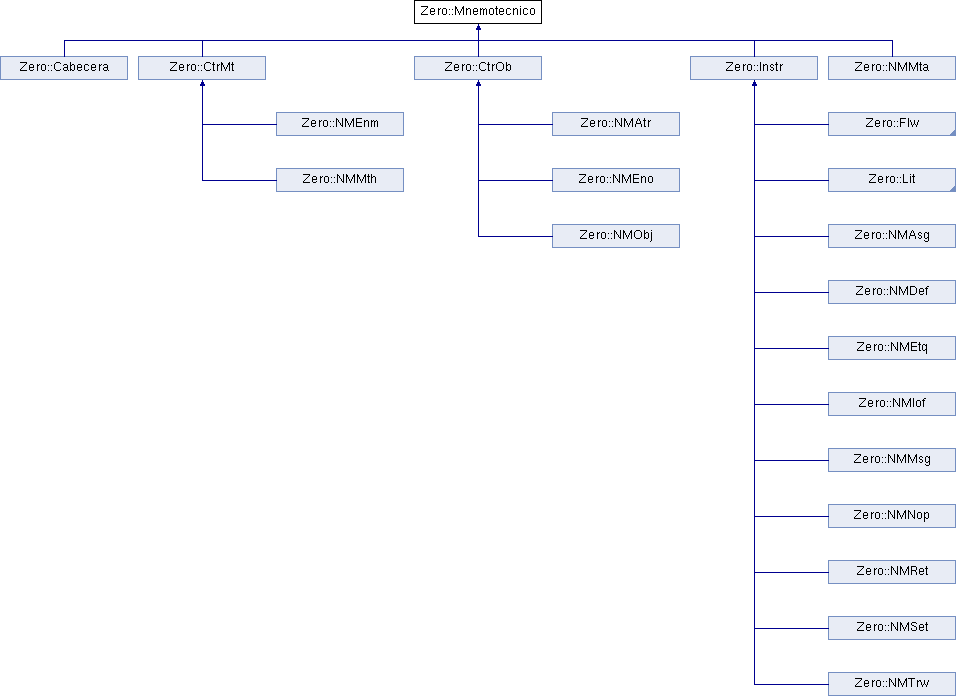 Zero::Mnemotecnico
Zero::Cabecera
Zero::CtrMt
Zero::CtrOb
Zero::Instr
Zero::NMMta
Zero::NMEnm
Zero::NMAtr
Zero::Flw
Zero::NMMth
Zero::NMEno
Zero::Lit
Zero::NMObj
Zero::NMAsg
Zero::NMDef
Zero::NMEtq
Zero::NMIof
Zero::NMMsg
Zero::NMNop
Zero::NMRet
Zero::NMSet
Zero::NMTrw